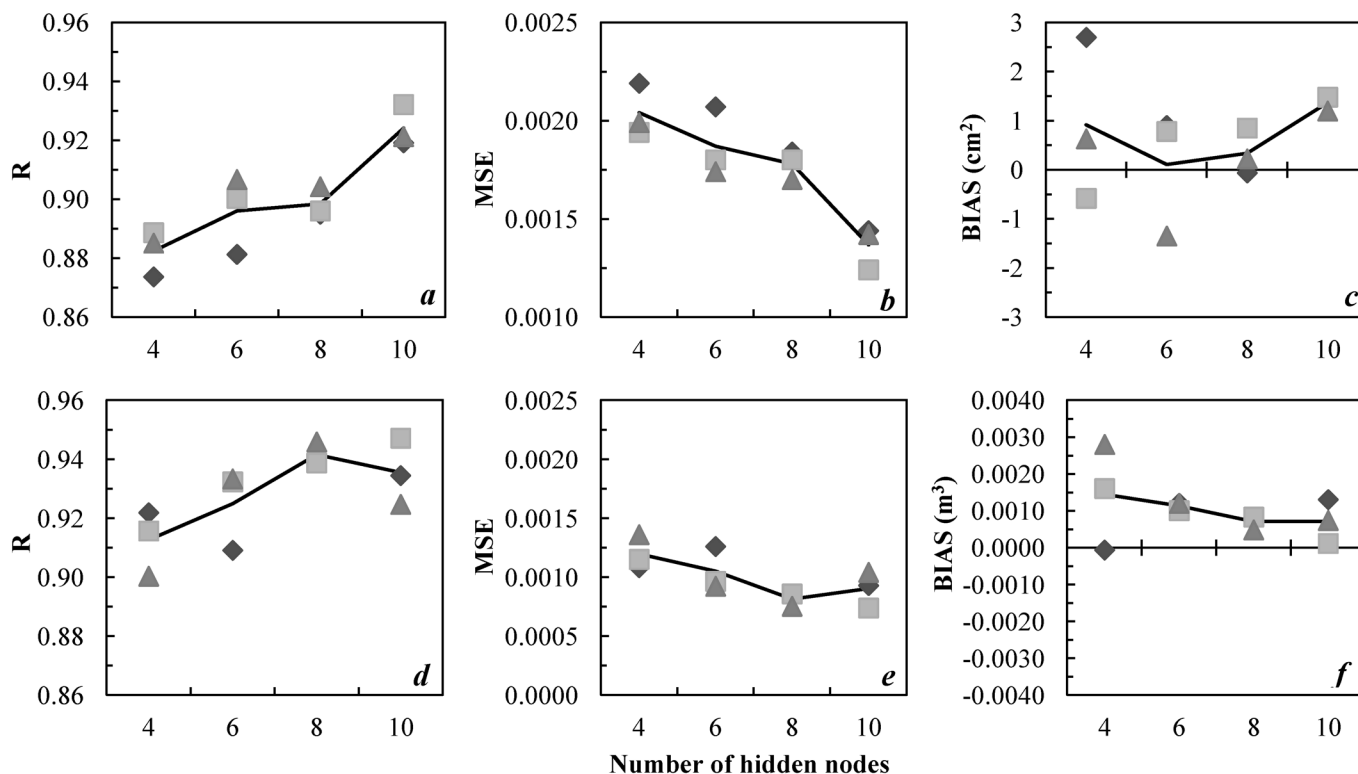 0.96
0.94
0.92
0.90
0.88
0.86
R
4 6 8 10
a
0.0025
0.0020
0.0015
0.0010
MSE
4 6 8 10
b
3
2
1
0
-1
-2
-3
BIAS (cm²)
4 6 8 10
c
0.96
0.94
0.92
0.90
0.88
0.86
R
4 6 8 10
d
0.0025
0.0020
0.0015
0.0010
0.0005
0.0000
MSE
4 6 8 10
e
0.0040
0.0030
0.0020
0.0010
0.0000
-0.0010
-0.0020
-0.0030
-0.0040
BIAS (m³)
4 6 8 10
f
Number of hidden nodes